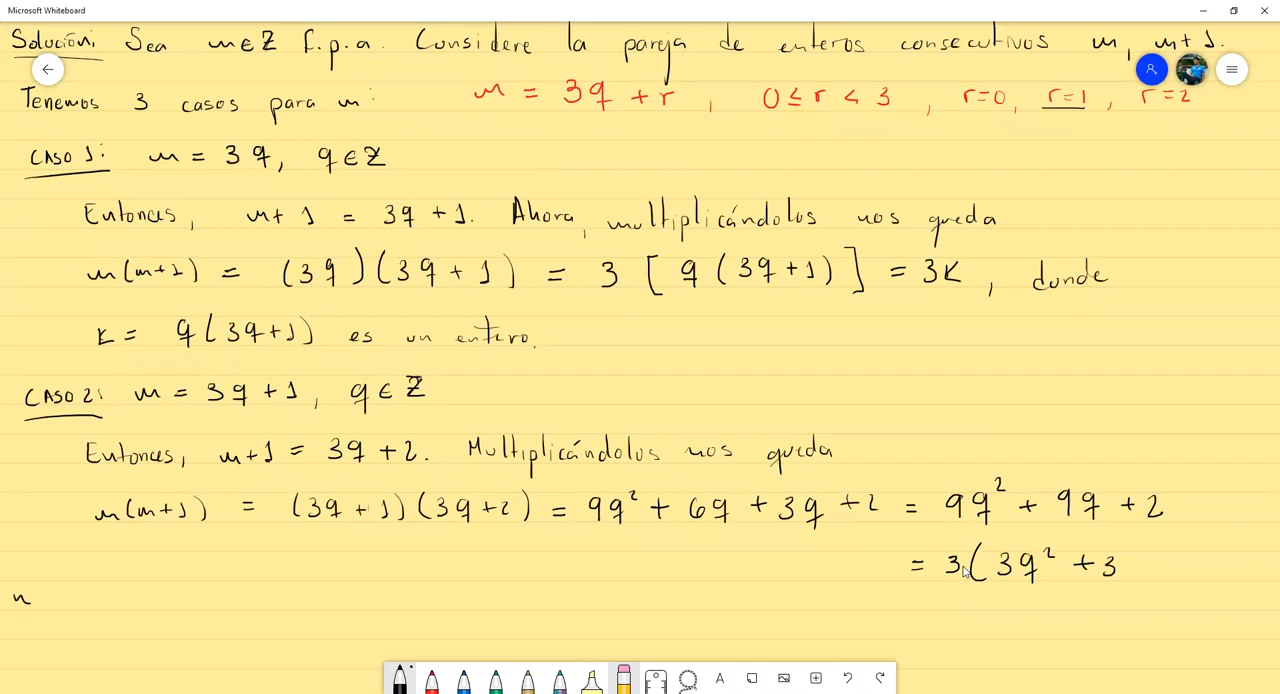 Microsoft Whiteboard
Solución: Sea m∈Z f.p.a. Considere la pareja de enteros consecutivos m, m+1.
Tenemos 3 casos para m: m = 3q + r, 0 ≤ r < 3, r=0, r=1, r=2
CASO 1: m = 3q, q ∈ Z
Entonces, m+1 = 3q+1. Ahora, multiplicándolos nos queda
m(m+1) = (3q)(3q+1) = 3[q(3q+1)] = 3K, donde
K = q(3q+1) es un entero.
CASO 2: m = 3q+1, q ∈ Z
Entonces, m+1 = 3q+2. Multiplicándolos nos queda
m(m+1) = (3q+1)(3q+2) = 9q² + 6q + 3q + 2 = 9q² + 9q + 2
= 3(3q² + 3
n
A